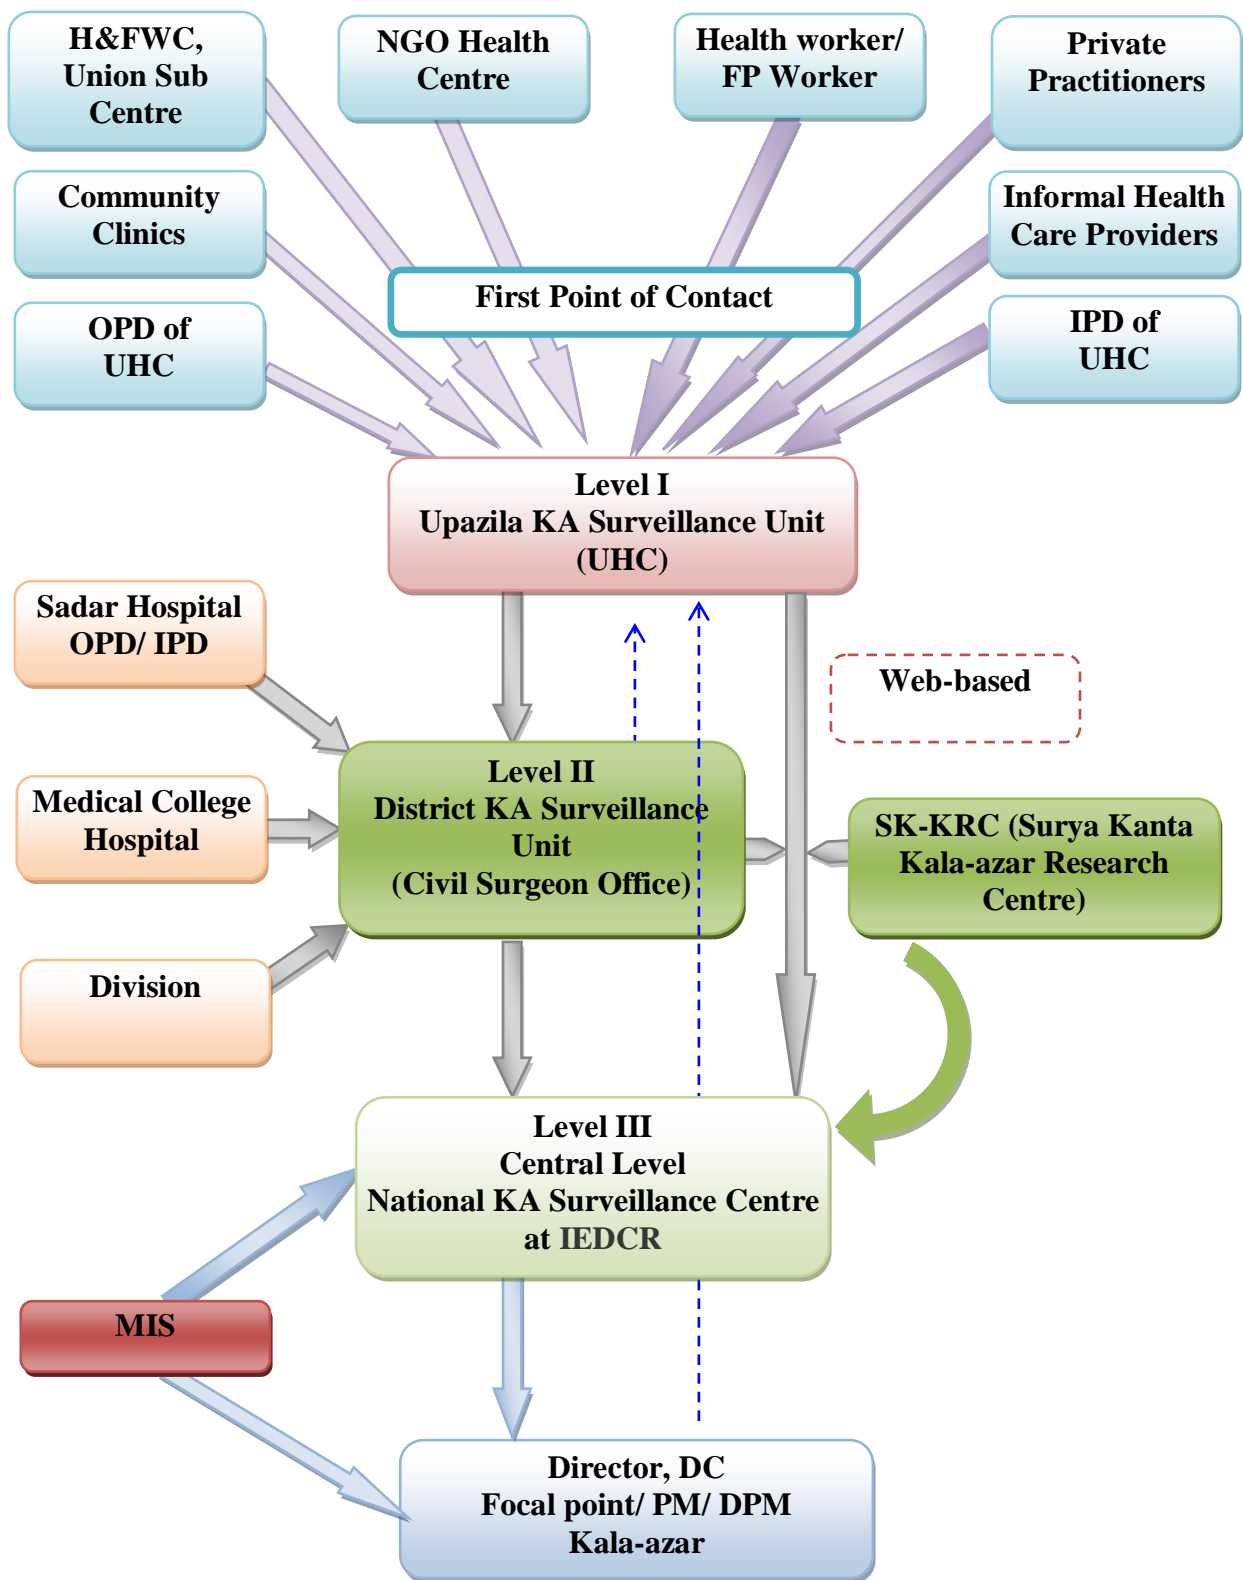 H&FWC,
Union Sub
Centre
NGO Health
Centre
Health worker/
FP Worker
Private
Practitioners
Community
Clinics
Informal Health
Care Providers
First Point of Contact
OPD of
UHC
IPD of
UHC
Level I
Upazila KA Surveillance Unit
(UHC)
Sadar Hospital
OPD/ IPD
Web-based
Level II
District KA Surveillance
Unit
(Civil Surgeon Office)
Medical College
Hospital
SK-KRC (Surya Kanta
Kala-azar Research
Centre)
Division
Level III
Central Level
National KA Surveillance Centre
at IEDCR
MIS
Director, DC
Focal point/ PM/ DPM
Kala-azar